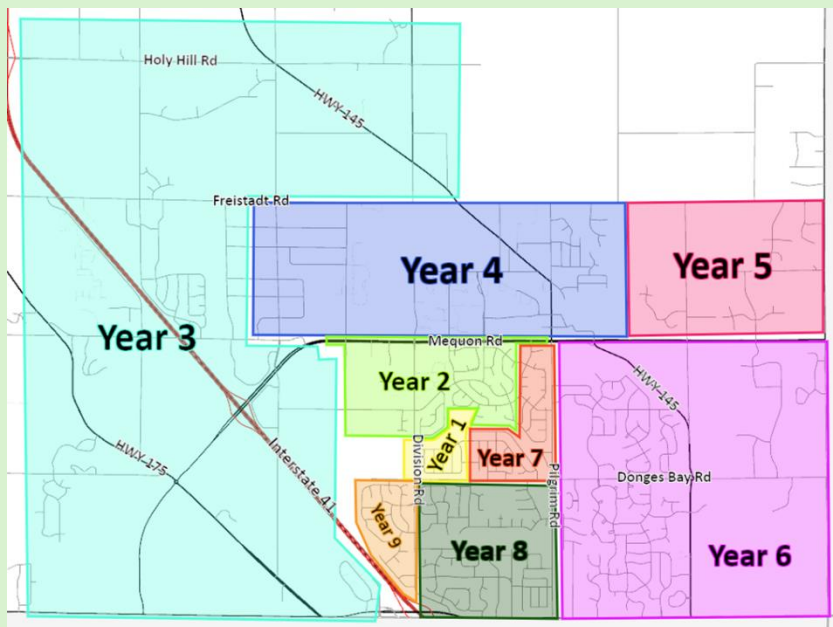 Holy Hill Rd
HWY 145
Freistadt Rd
Year 4
Year 5
Year 3
Mequon Rd
Year 2
HWY 145
Year 1
Division Rd
Year 7
Pilgrim Rd
Donges Bay Rd
HWY 175
Interstate 41
Year 9
Year 8
Year 6